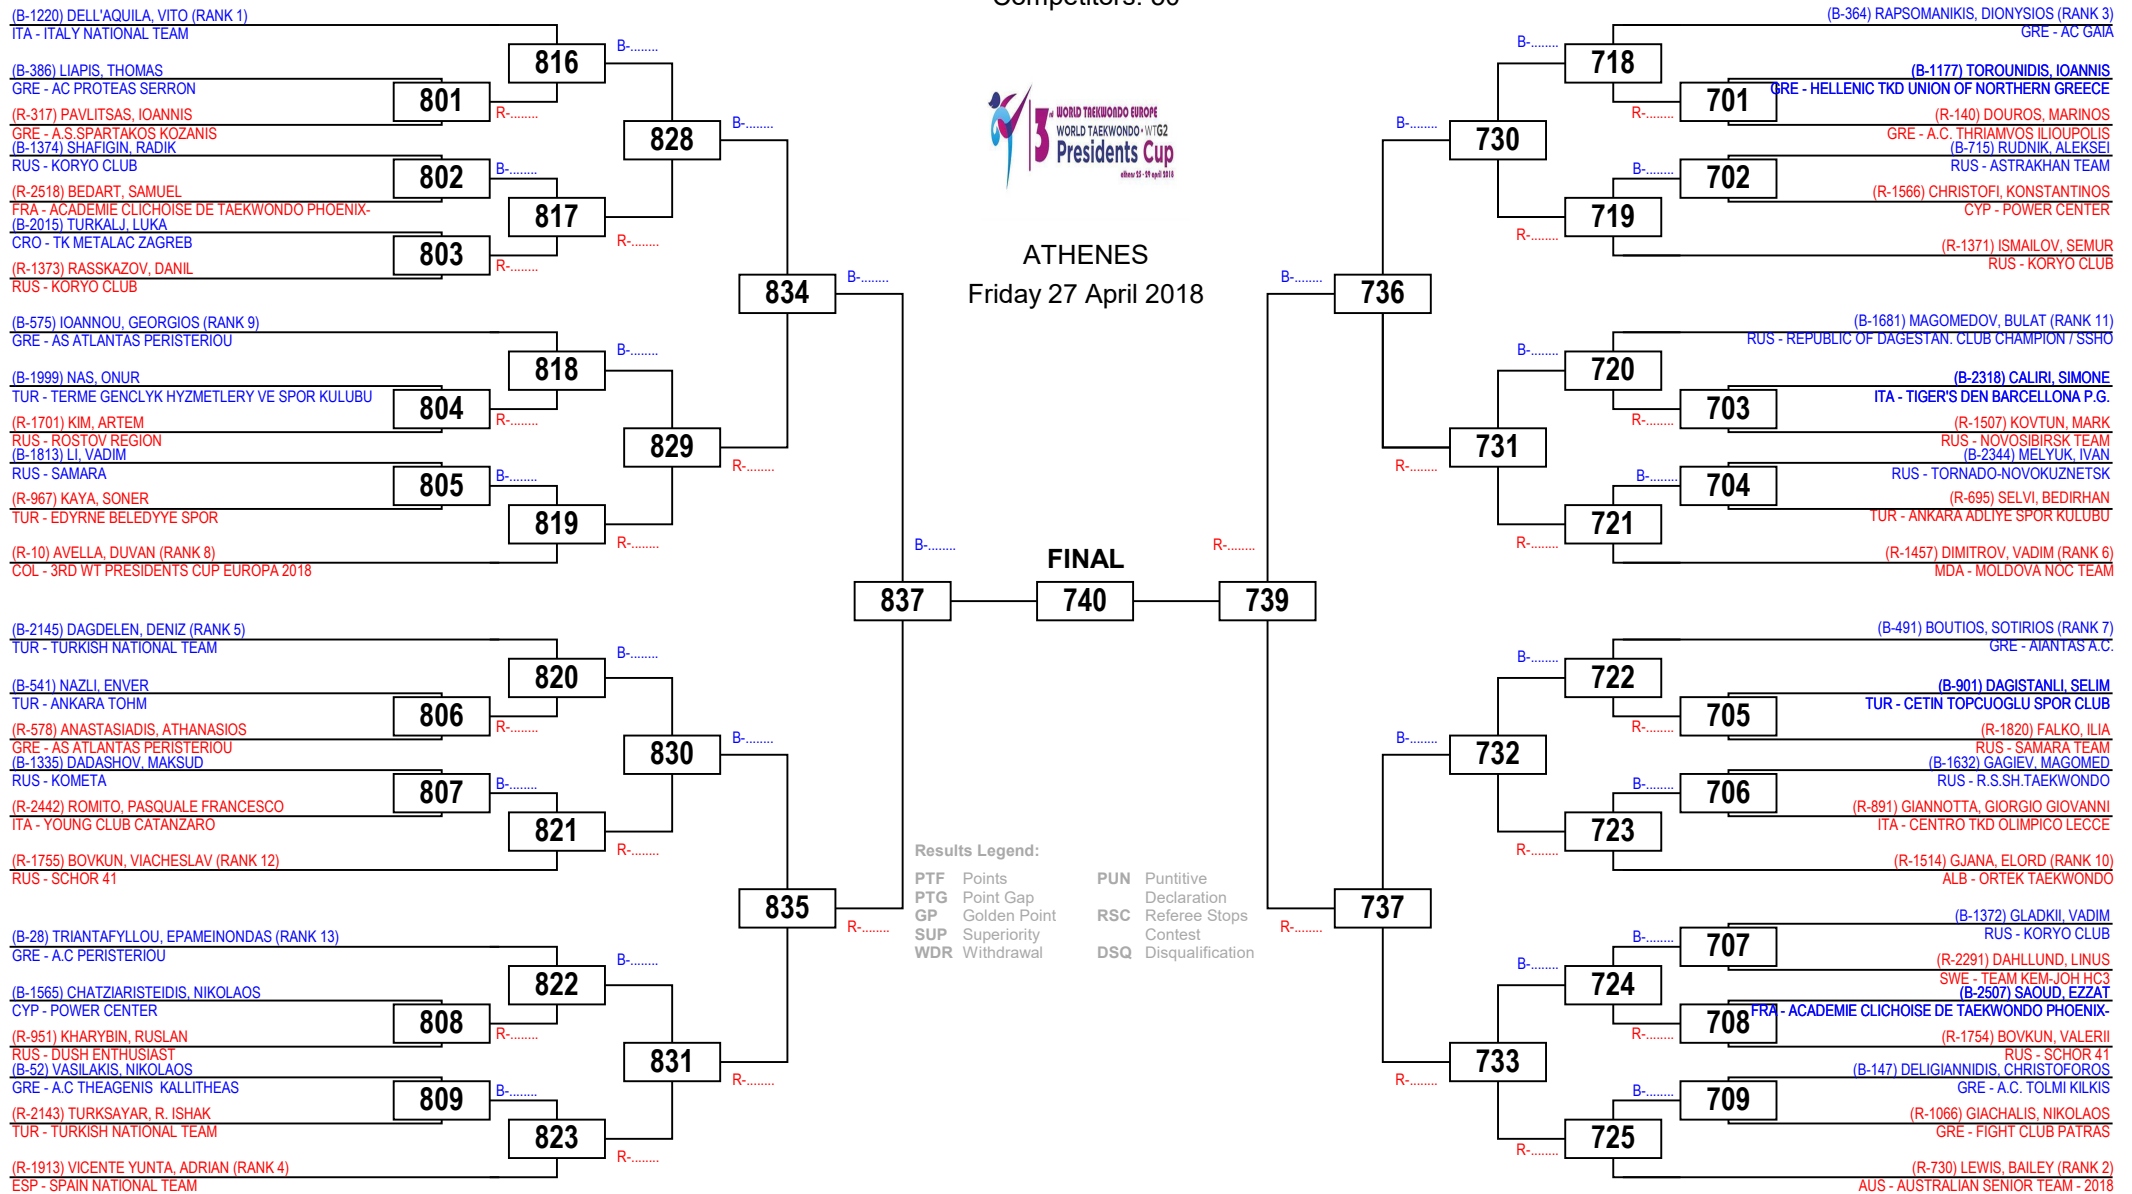 Competitors: 50
(B-1220) DELL'AQUILA, VITO (RANK 1)
ITA - ITALY NATIONAL TEAM
816
B-........
(B-386) LIAPIS, THOMAS
GRE - AC PROTEAS SERRON
801
R-........
(R-317) PAVLITSAS, IOANNIS
GRE - A.S.SPARTAKOS KOZANIS
828
B-........
(B-1374) SHAFIGIN, RADIK
RUS - KORYO CLUB
802
B-........
(R-2518) BEDART, SAMUEL
FRA - ACADEMIE CLICHOISE DE TAEKWONDO PHOENIX-
817
R-........
(B-2015) TURKALJ, LUKA
CRO - TK METALAC ZAGREB
803
R-........
(R-1373) RASSKAZOV, DANIL
RUS - KORYO CLUB
834
B-........
(B-575) IOANNOU, GEORGIOS (RANK 9)
GRE - AS ATLANTAS PERISTERIOU
818
B-........
(B-1999) NAS, ONUR
TUR - TERME GENCLYK HYZMETLERY VE SPOR KULUBU
804
R-........
(R-1701) KIM, ARTEM
RUS - ROSTOV REGION
829
R-........
(B-1813) LI, VADIM
RUS - SAMARA
805
B-........
(R-967) KAYA, SONER
TUR - EDYRNE BELEDYYE SPOR
819
R-........
(R-10) AVELLA, DUVAN (RANK 8)
COL - 3RD WT PRESIDENTS CUP EUROPA 2018
837
B-........
(B-2145) DAGDELEN, DENIZ (RANK 5)
TUR - TURKISH NATIONAL TEAM
820
B-........
(B-541) NAZLI, ENVER
TUR - ANKARA TOHM
806
R-........
(R-578) ANASTASIADIS, ATHANASIOS
GRE - AS ATLANTAS PERISTERIOU
830
B-........
(B-1335) DADASHOV, MAKSUD
RUS - KOMETA
807
B-........
(R-2442) ROMITO, PASQUALE FRANCESCO
ITA - YOUNG CLUB CATANZARO
821
R-........
(R-1755) BOVKUN, VIACHESLAV (RANK 12)
RUS - SCHOR 41
835
R-........
(B-28) TRIANTAFYLLOU, EPAMEINONDAS (RANK 13)
GRE - A.C PERISTERIOU
822
B-........
(B-1565) CHATZIARISTEIDIS, NIKOLAOS
CYP - POWER CENTER
808
R-........
(R-951) KHARYBIN, RUSLAN
RUS - DUSH ENTHUSIAST
831
R-........
(B-52) VASILAKIS, NIKOLAOS
GRE - A.C THEAGENIS KALLITHEAS
809
B-........
(R-2143) TURKSAYAR, R. ISHAK
TUR - TURKISH NATIONAL TEAM
823
R-........
(R-1913) VICENTE YUNTA, ADRIAN (RANK 4)
ESP - SPAIN NATIONAL TEAM
3rd WORLD TAEKWONDO EUROPE
WORLD TAEKWONDO • WTG2
Presidents Cup
athens 25 - 29 april 2018
ATHENES
Friday 27 April 2018
FINAL
740
Results Legend:
PTF Points
PTG Point Gap
GP Golden Point
SUP Superiority
WDR Withdrawal
PUN Puntitive
Declaration
RSC Referee Stops
Contest
DSQ Disqualification
(B-364) RAPSOMANIKIS, DIONYSIOS (RANK 3)
GRE - AC GAIA
718
B-........
(B-1177) TOROUNIDIS, IOANNIS
GRE - HELLENIC TKD UNION OF NORTHERN GREECE
701
R-........
(R-140) DOUROS, MARINOS
GRE - A.C. THRIAMVOS ILIOUPOLIS
730
B-........
(B-715) RUDNIK, ALEKSEI
RUS - ASTRAKHAN TEAM
702
B-........
(R-1566) CHRISTOFI, KONSTANTINOS
CYP - POWER CENTER
719
R-........
(R-1371) ISMAILOV, SEMUR
RUS - KORYO CLUB
736
B-........
(B-1681) MAGOMEDOV, BULAT (RANK 11)
RUS - REPUBLIC OF DAGESTAN. CLUB CHAMPION / SSHO
720
B-........
(B-2318) CALIRI, SIMONE
ITA - TIGER'S DEN BARCELLONA P.G.
703
R-........
(R-1507) KOVTUN, MARK
RUS - NOVOSIBIRSK TEAM
731
R-........
(B-2344) MELYUK, IVAN
RUS - TORNADO-NOVOKUZNETSK
704
B-........
(R-695) SELVI, BEDIRHAN
TUR - ANKARA ADLIYE SPOR KULUBU
721
R-........
(R-1457) DIMITROV, VADIM (RANK 6)
MDA - MOLDOVA NOC TEAM
739
R-........
(B-491) BOUTIOS, SOTIRIOS (RANK 7)
GRE - AIANTAS A.C.
722
B-........
(B-901) DAGISTANLI, SELIM
TUR - CETIN TOPCUOGLU SPOR CLUB
705
R-........
(R-1820) FALKO, ILIA
RUS - SAMARA TEAM
732
B-........
(B-1632) GAGIEV, MAGOMED
RUS - R.S.SH.TAEKWONDO
706
B-........
(R-891) GIANNOTTA, GIORGIO GIOVANNI
ITA - CENTRO TKD OLIMPICO LECCE
723
R-........
(R-1514) GJANA, ELORD (RANK 10)
ALB - ORTEK TAEKWONDO
737
R-........
(B-1372) GLADKII, VADIM
RUS - KORYO CLUB
707
B-........
(R-2291) DAHLLUND, LINUS
SWE - TEAM KEM-JOH HC3
724
B-........
(B-2507) SAOUD, EZZAT
FRA - ACADEMIE CLICHOISE DE TAEKWONDO PHOENIX-
708
R-........
(R-1754) BOVKUN, VALERII
RUS - SCHOR 41
733
R-........
(B-147) DELIGIANNIDIS, CHRISTOFOROS
GRE - A.C. TOLMI KILKIS
709
B-........
(R-1066) GIACHALIS, NIKOLAOS
GRE - FIGHT CLUB PATRAS
725
R-........
(R-730) LEWIS, BAILEY (RANK 2)
AUS - AUSTRALIAN SENIOR TEAM - 2018